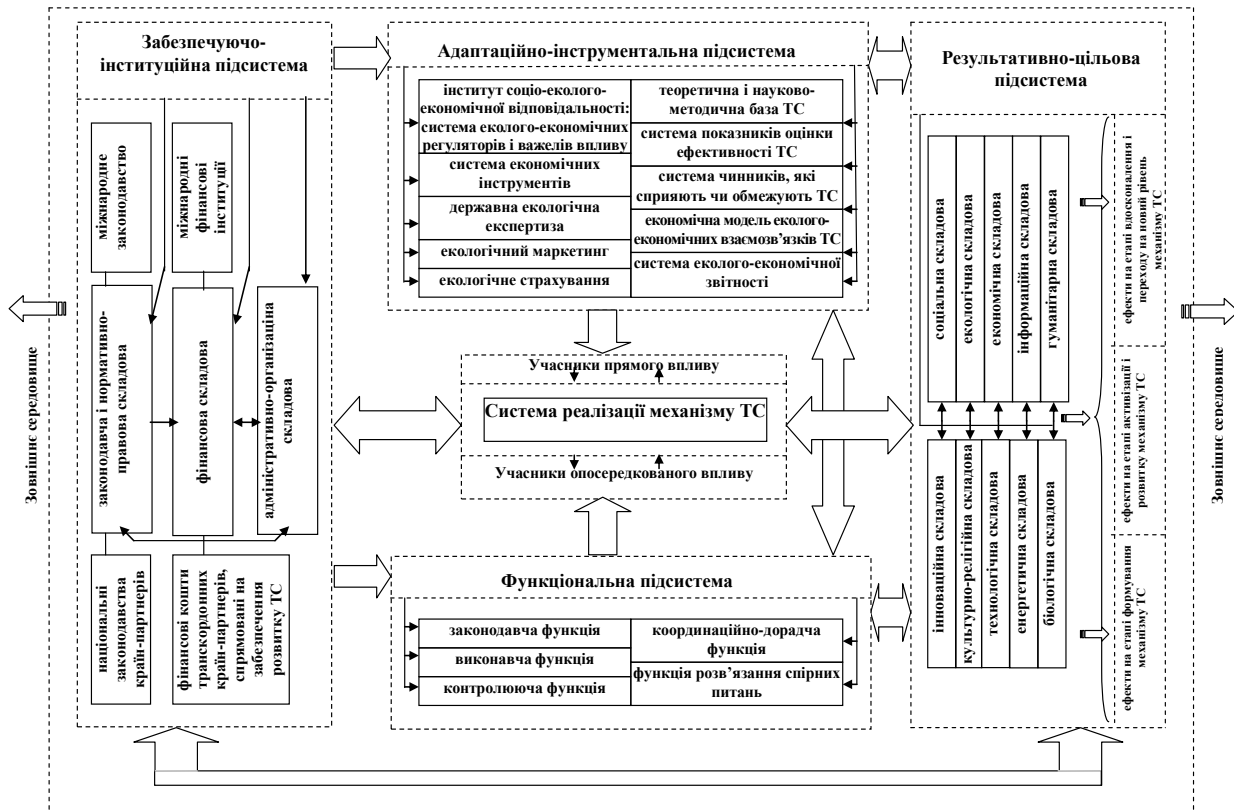 Зовнішнє середовище
Забезпечуючо-
інституційна підсистема
міжнародне
законодавство
міжнародні
фінансові
інституції
законодавча і нормативно-
правова складова
фінансова складова
адміністративно-організаціна
складова
національні
законодавства
країн-партнерів
фінансові кошти
транскордонних
країн-партнерів,
спрямовані на
забезпечення
розвитку ТС
Адаптаційно-інструментальна підсистема
інститут соціо-еколого-
економічної відповідальності:
система еколого-економічних
регуляторів і важелів впливу
система економічних
інструментів
державна екологічна
експертиза
екологічний маркетинг
екологічне страхування
теоретична і науково-
методична база ТС
система показників оцінки
ефективності ТС
система чинників, які
сприяють чи обмежують ТС
економічна модель еколого-
економічних взаємозв’язків ТС
система еколого-економічної
звітності
Учасники прямого впливу
Система реалізації механізму ТС
Учасники опосередкованого впливу
Функціональна підсистема
законодавча функція
виконавча функція
контролююча функція
координаційно-дорадча
функція
функція розв’язання спірних
питань
Результативно-цільова
підсистема
соціальна складова
екологічна складова
економічна складова
інформаційна складова
гуманітарна складова
інноваційна складова
культурно-релігійна складова
технологічна складова
енергетична складова
біологічна складова
ефекти на етапі вдосконалення і
переходу на новий рівень
механізму ТС
ефекти на етапі активізації і
розвитку механізму ТС
ефекти на етапі формування
механізму ТС
Зовнішнє середовище